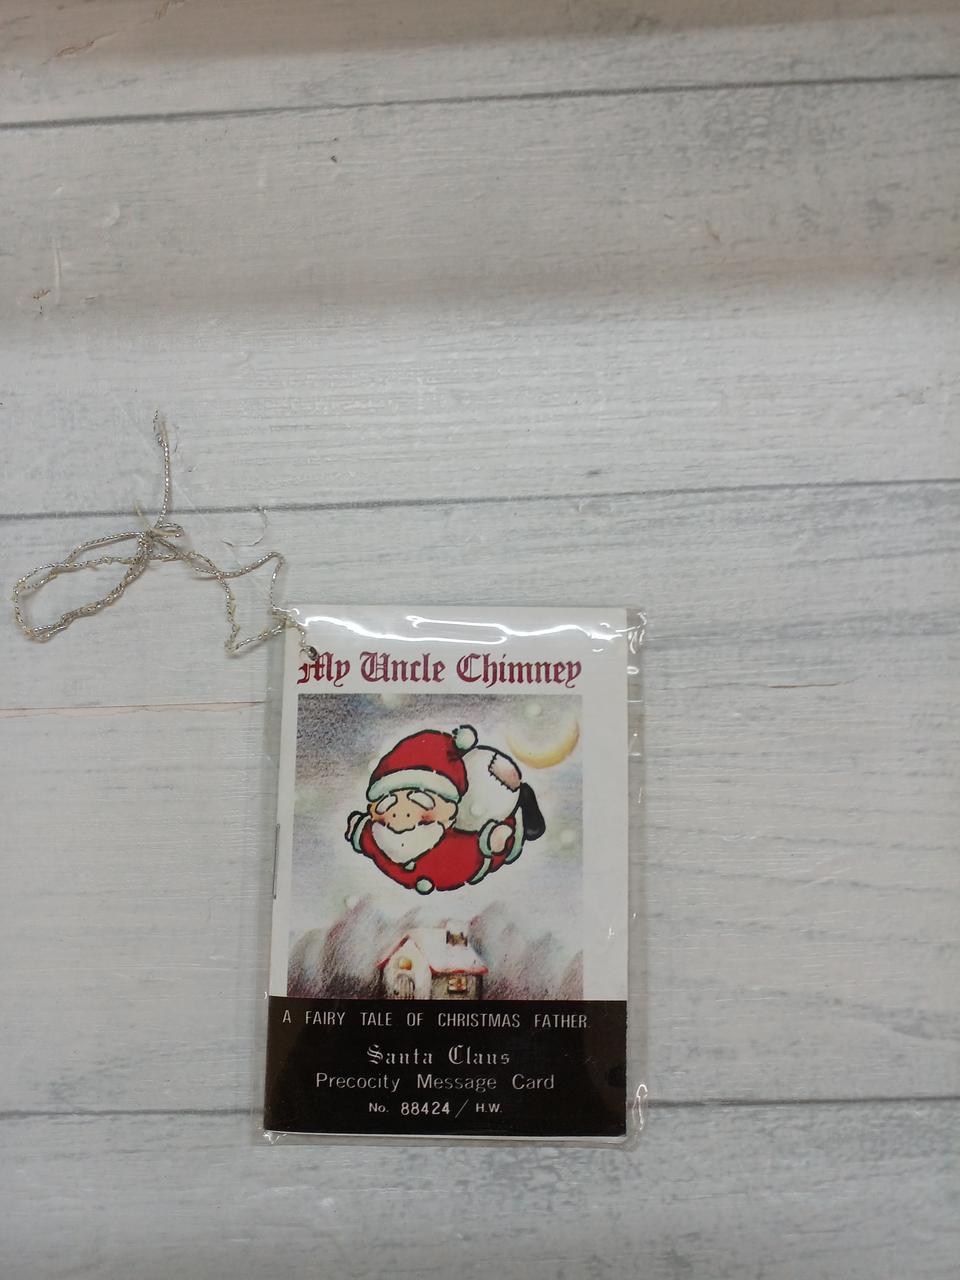 My Uncle Chimney
A FAIRY TALE OF CHRISTMAS FATHER.
Santa Claus
Precocity Message Card
No. 88424 / H.W.